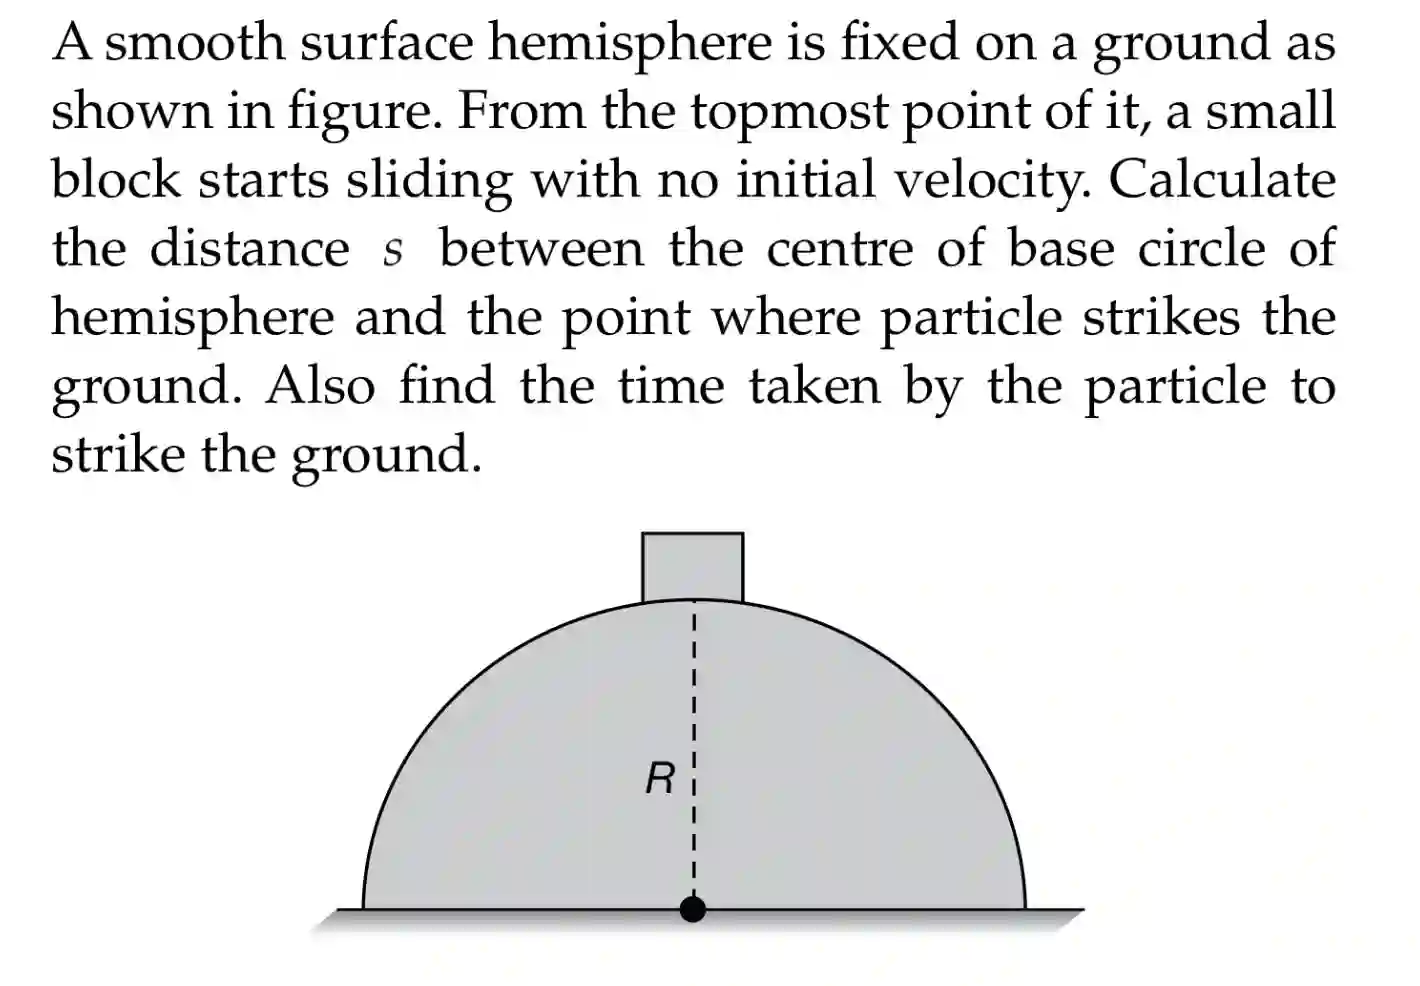 A smooth surface hemisphere is fixed on a ground as
shown in figure. From the topmost point of it, a small
block starts sliding with no initial velocity. Calculate
the distance s between the centre of base circle of
hemisphere and the point where particle strikes the
ground. Also find the time taken by the particle to
strike the ground.
R